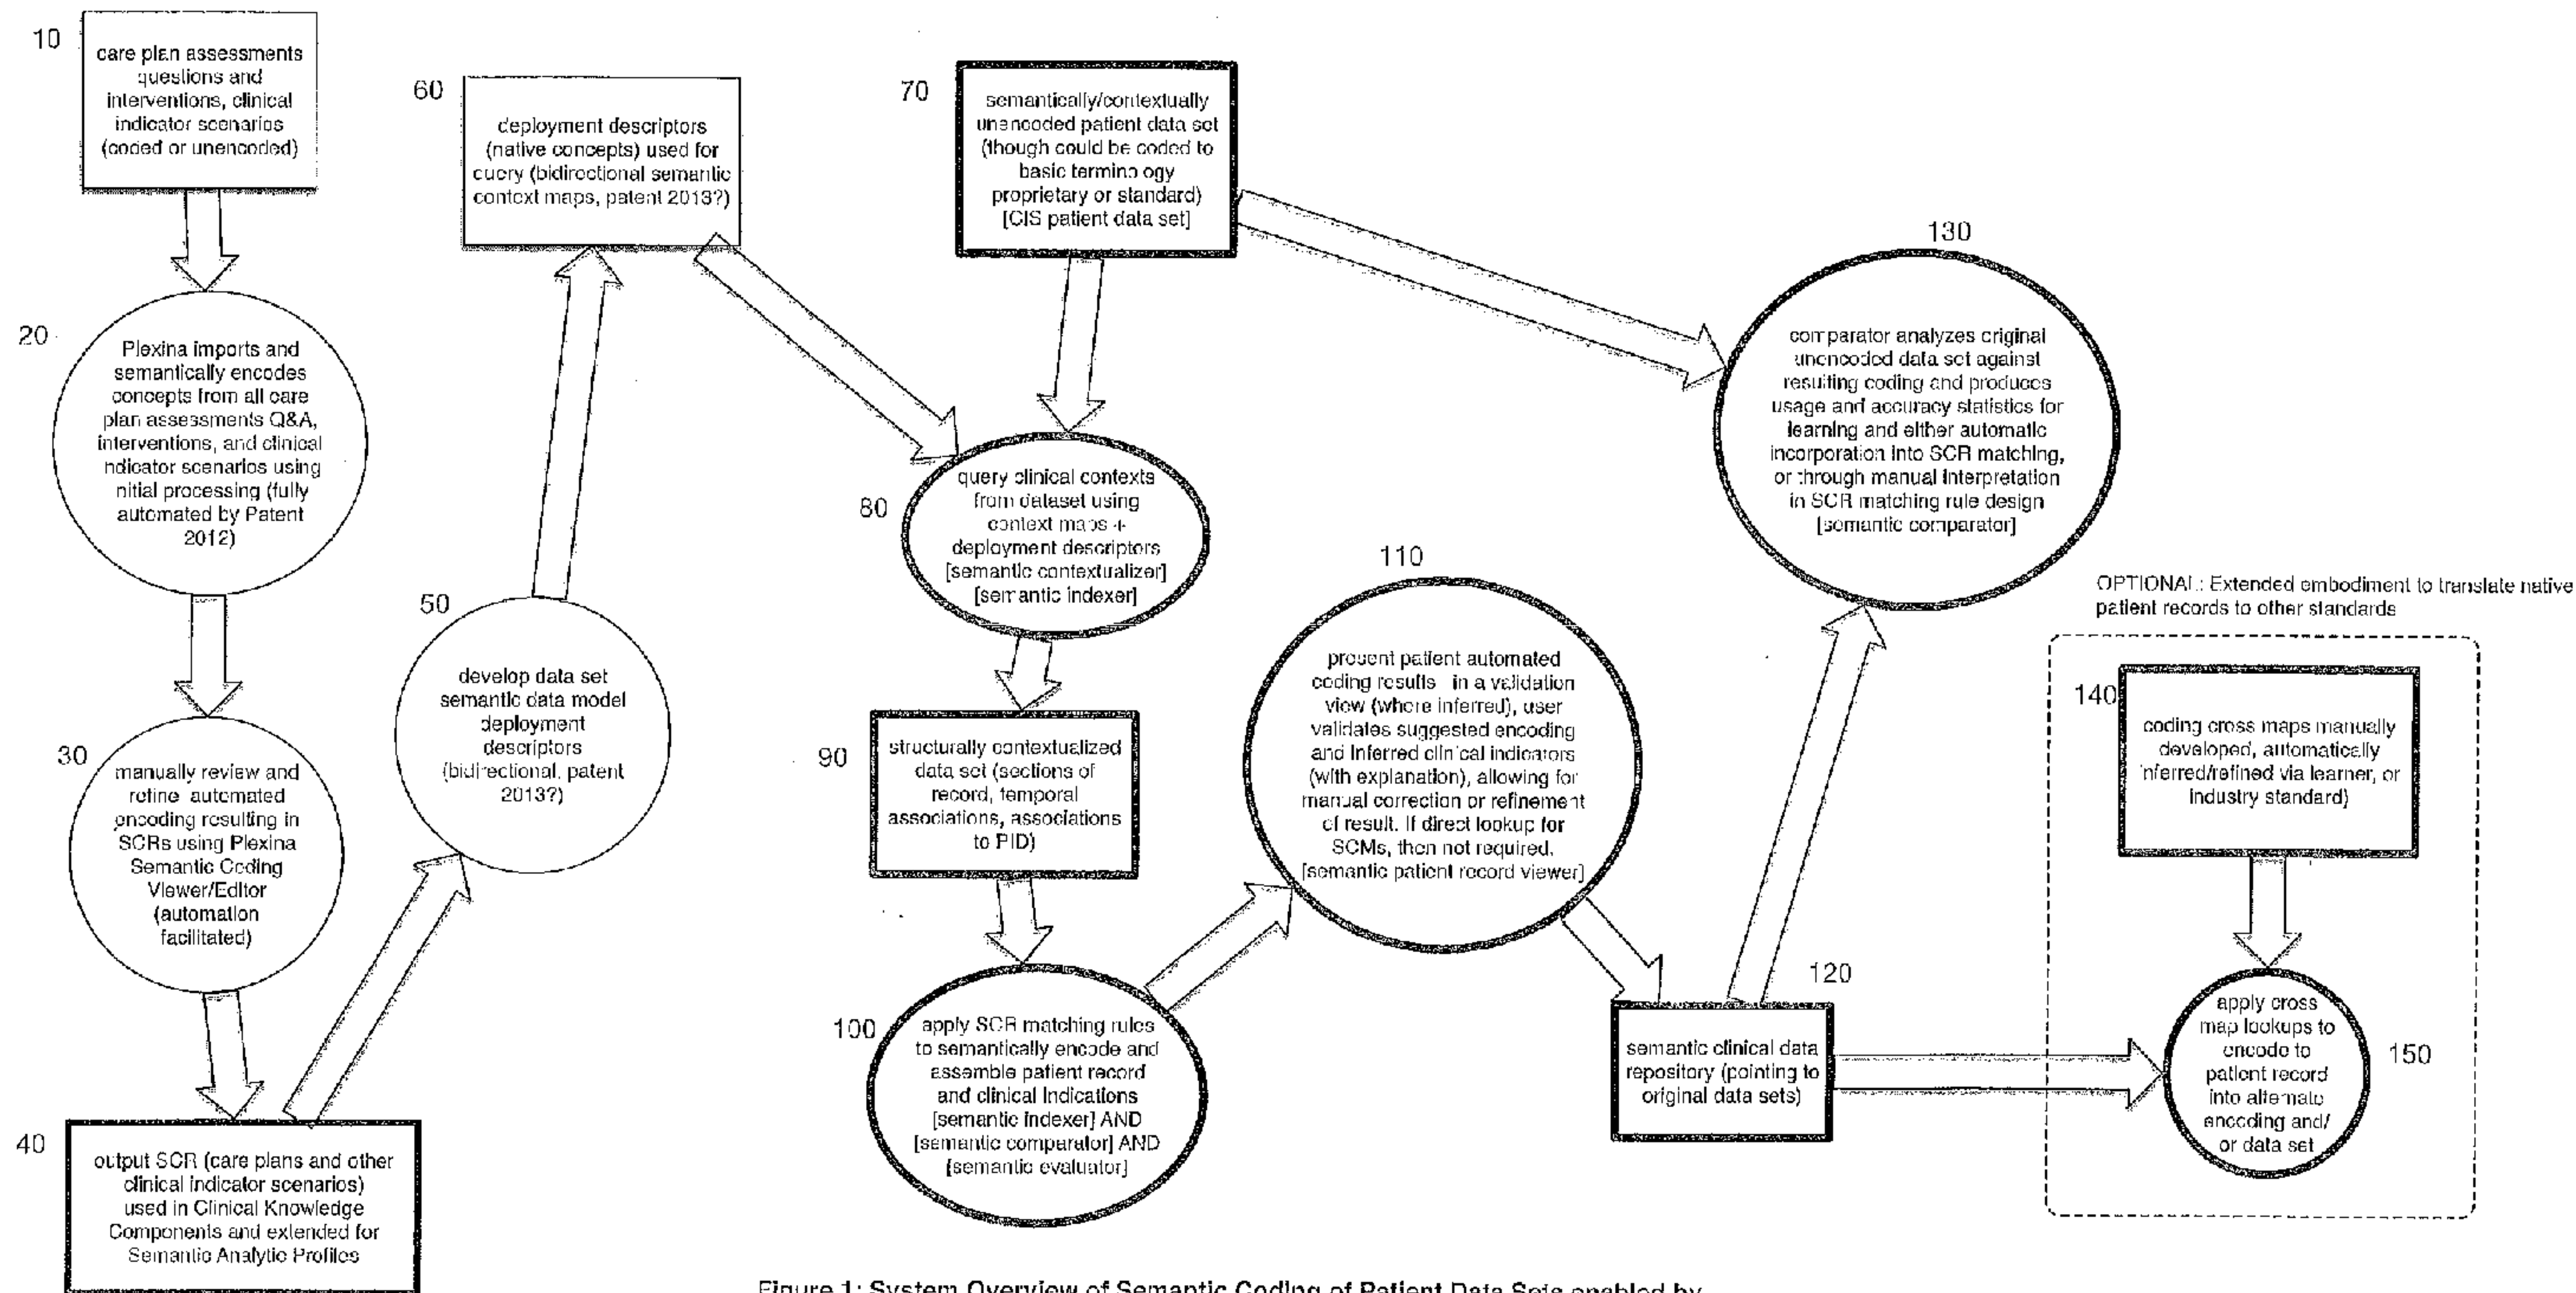 10
care plan assessments
questions and
interventions, clinical
indicator scenarios
(coded or unencoded)
20
Plexina imports and
semantically encodes
concepts from all care
plan assessments Q&A,
interventions, and clinical
ndicator scenarios using
nitial processing (fully
automated by Patent
2012)
30
manually review and
refine automated
encoding resulting in
SCRs using Plexina
Semantic Coding
Viewer/Editor
(automation
facilitated)
40
output SCR (care plans and other
clinical indicator scenarios)
used in Clinical Knowledge
Components and extended for
Semantic Analytic Profiles
50
develop data set
semantic data model
deployment
descriptors
(bidirectional, patent
2013?)
60
deployment descriptors
(native concepts) used for
query (bidirectional semantic
context maps, patent 2013?)
70
semantically/contextually
unencoded patient data set
(though could be coded to
basic terminology
proprietary or standard)
[CIS patient data set]
80
query clinical contexts
from dataset using
context maps +
deployment descriptors
[semantic contextualizer]
[semantic indexer]
90
structurally contextualized
data set (sections of
record, temporal
associations, associations
to PID)
100
apply SCR matching rules
to semantically encode and
assemble patient record
and clinical Indications
[semantic indexer] AND
[semantic comparator] AND
[semantic evaluator]
110
present patient automated
coding results in a validation
view (where inferred), user
validates suggested encoding
and inferred clinical indicators
(with explanation), allowing for
manual correction or refinement
of result. If direct lookup for
SCMs, then not required.
[semantic patient record viewer]
120
semantic clinical data
repository (pointing to
original data sets)
130
comparator analyzes original
unencoded data set against
resulting coding and produces
usage and accuracy statistics for
learning and either automatic
incorporation into SCR matching,
or through manual interpretation
in SCR matching rule design
[semantic comparator]
OPTIONAL: Extended embodiment to translate native
patient records to other standards
140
coding cross maps manually
developed, automatically
inferred/refined via learner, or
industry standard)
150
apply cross
map lookups to
encode to
patient record
into alternate
encoding and/
or data set
Figure 1: System Overview of Semantic Coding of Patient Data Sets enabled by